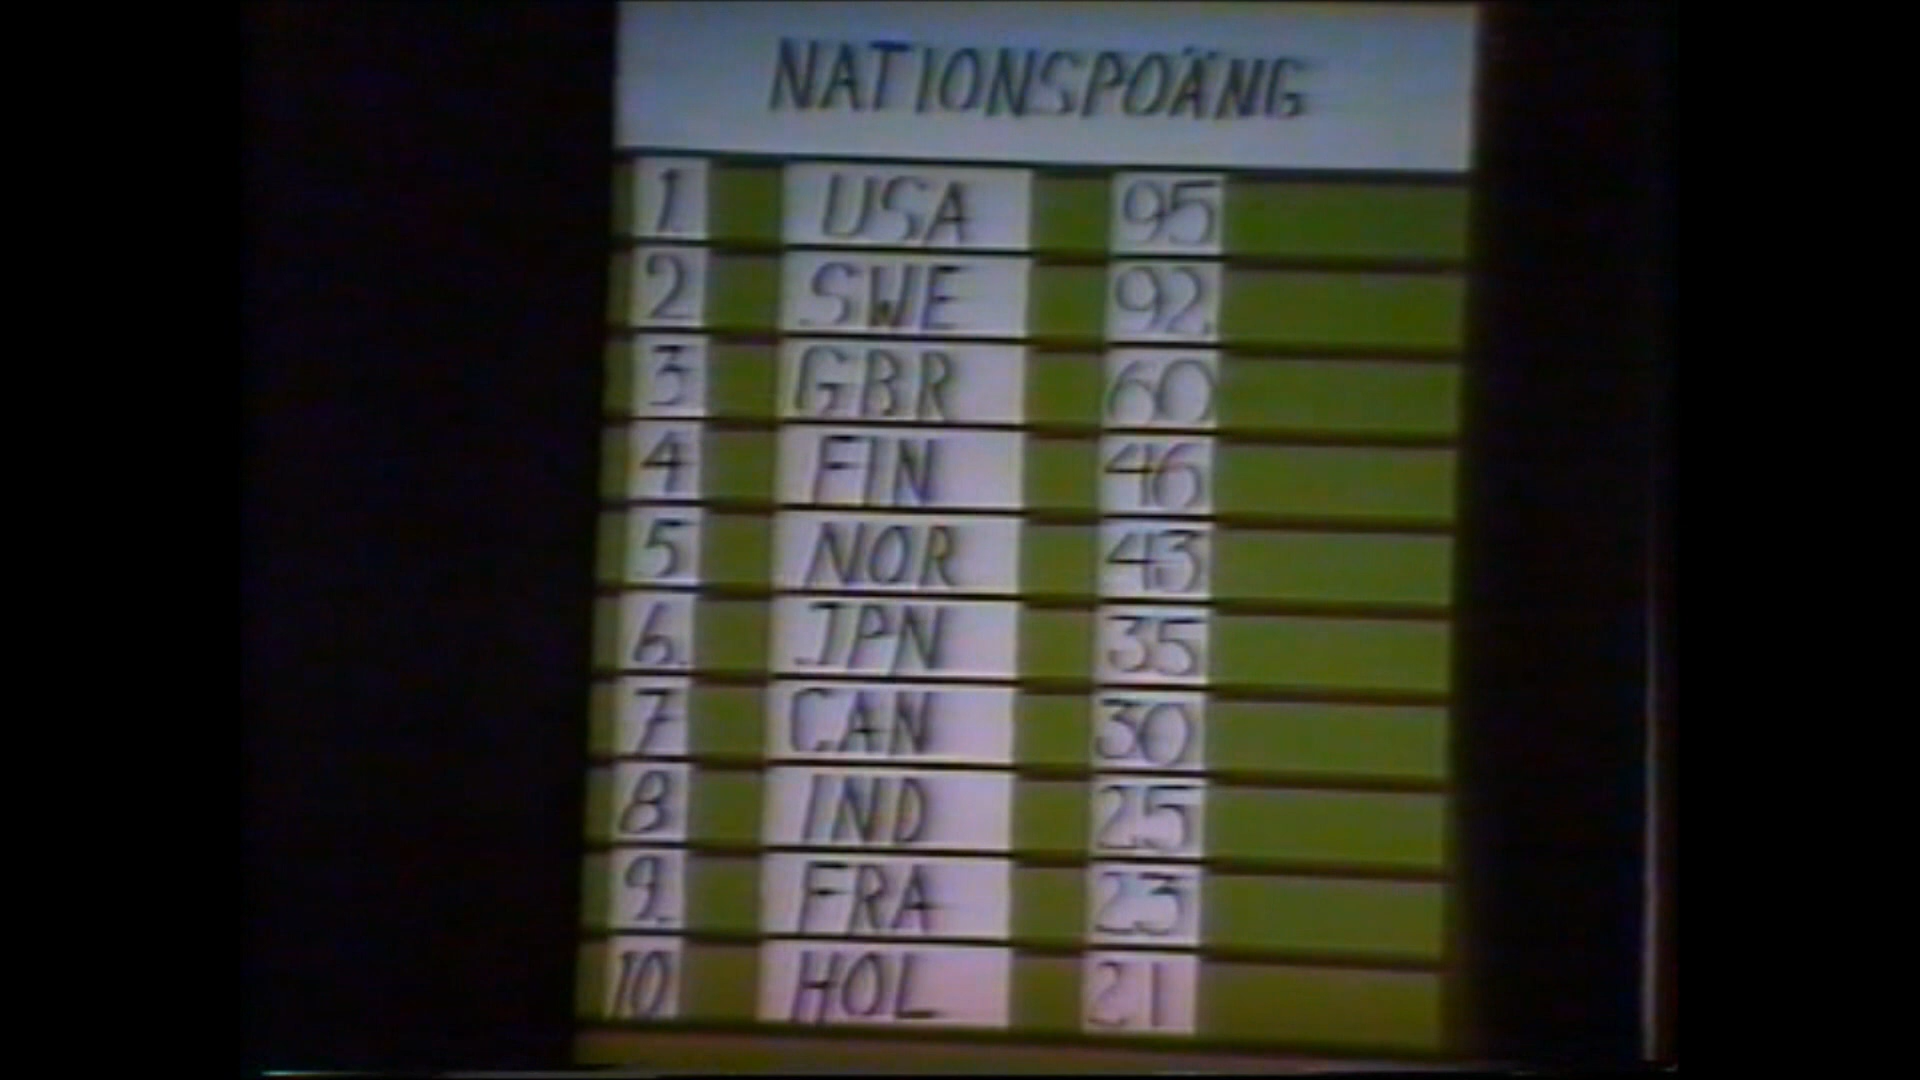 NATIONSPOÄNG
1. USA 95
2 SWE 92
3 GBR 60
4 FIN 46
5 NOR 43
6. JPN 35
7 CAN 30
8 IND 25
9. FRA 23
10 HOL 21